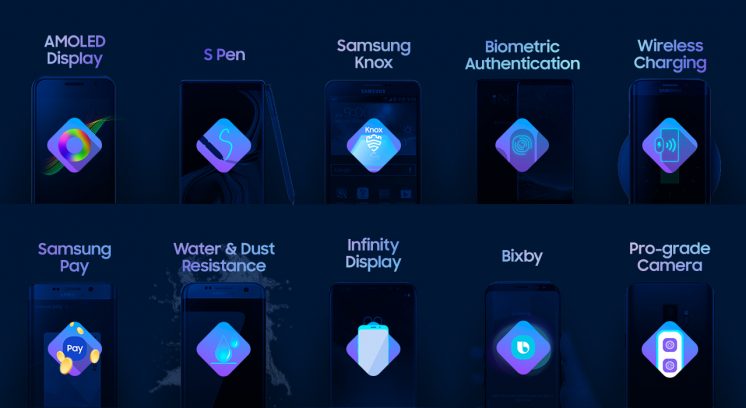 AMOLED
Display
S Pen
Samsung
Knox
Biometric
Authentication
Wireless
Charging
SAMSUNG
Knox
S
Samsung
Pay
Water & Dust
Resistance
Infinity
Display
Bixby
Pro-grade
Camera
Pay